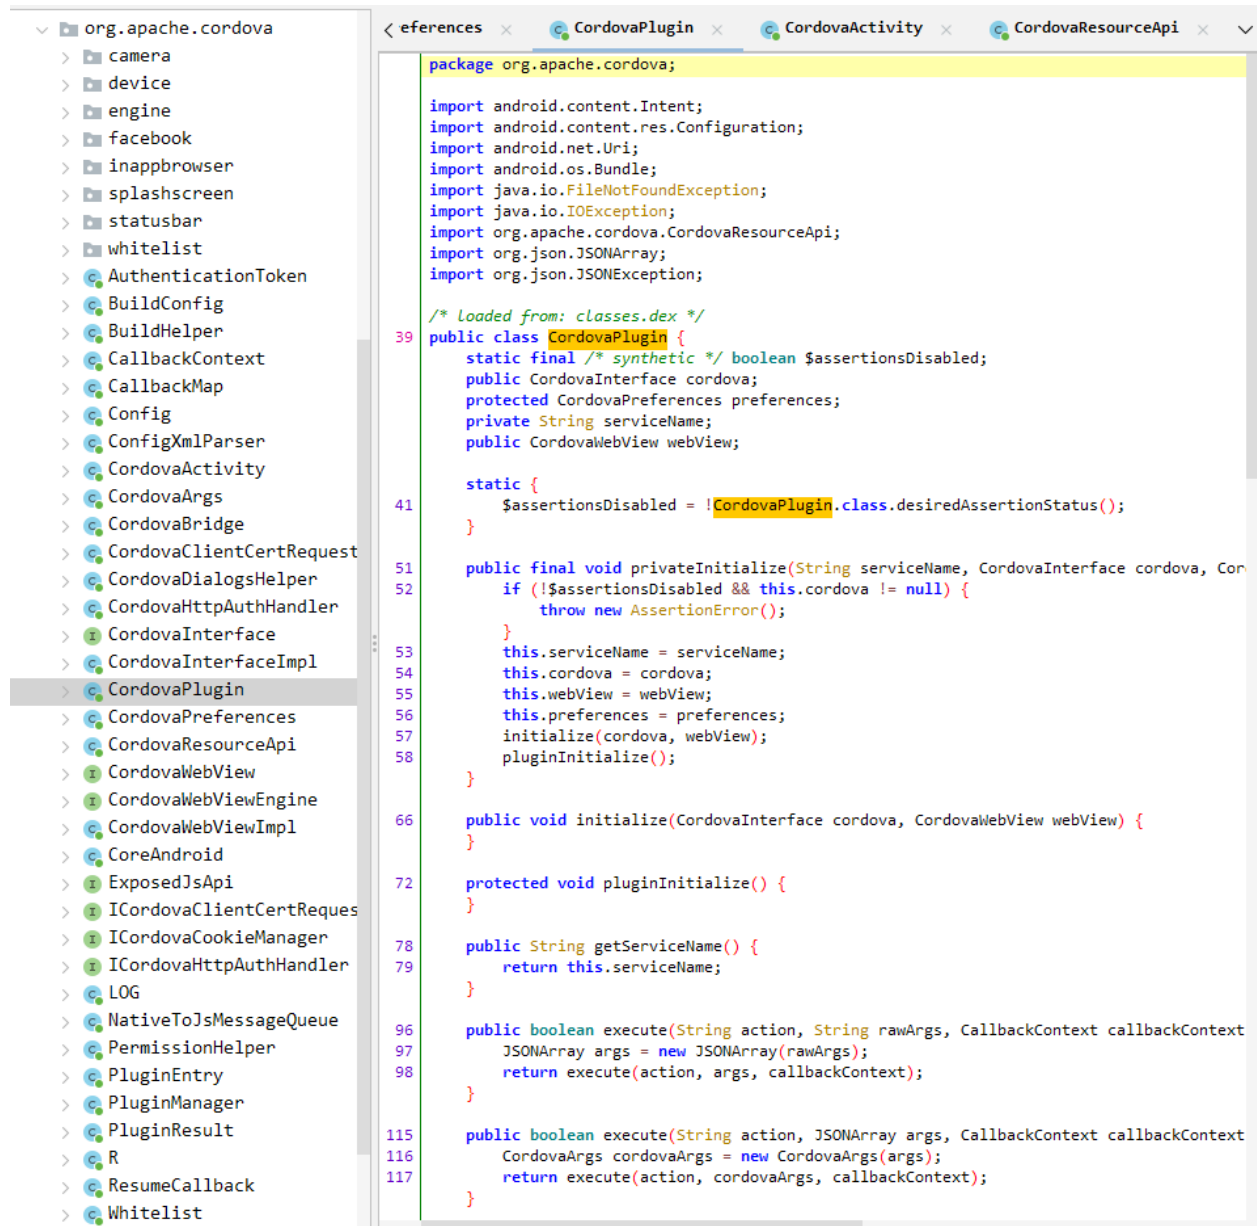 org.apache.cordova
camera
device
engine
facebook
inappbrowser
splashscreen
statusbar
whitelist
AuthenticationToken
BuildConfig
BuildHelper
CallbackContext
CallbackMap
Config
ConfigXmlParser
CordovaActivity
CordovaArgs
CordovaBridge
CordovaClientCertRequest
CordovaDialogsHelper
CordovaHttpAuthHandler
CordovaInterface
CordovaInterfaceImpl
CordovaPlugin
CordovaPreferences
CordovaResourceApi
CordovaWebView
CordovaWebViewEngine
CordovaWebViewImpl
CoreAndroid
ExposedJsApi
ICordovaClientCertReques
ICordovaCookieManager
ICordovaHttpAuthHandler
LOG
NativeToJsMessageQueue
PermissionHelper
PluginEntry
PluginManager
PluginResult
R
ResumeCallback
Whitelist
eferences CordovaPlugin CordovaActivity CordovaResourceApi
package org.apache.cordova;
import android.content.Intent;
import android.content.res.Configuration;
import android.net.Uri;
import android.os.Bundle;
import java.io.FileNotFoundException;
import java.io.IOException;
import org.apache.cordova.CordovaResourceApi;
import org.json.JSONArray;
import org.json.JSONException;
/* loaded from: classes.dex */
39 public class CordovaPlugin {
static final /* synthetic */ boolean $assertionsDisabled;
public CordovaInterface cordova;
protected CordovaPreferences preferences;
private String serviceName;
public CordovaWebView webView;
static {
41 $assertionsDisabled = !CordovaPlugin.class.desiredAssertionStatus();
}
51 public final void privateInitialize(String serviceName, CordovaInterface cordova, Cor
52 if (!$assertionsDisabled && this.cordova != null) {
throw new AssertionError();
}
53 this.serviceName = serviceName;
54 this.cordova = cordova;
55 this.webView = webView;
56 this.preferences = preferences;
57 initialize(cordova, webView);
58 pluginInitialize();
}
66 public void initialize(CordovaInterface cordova, CordovaWebView webView) {
}
72 protected void pluginInitialize() {
}
78 public String getServiceName() {
79 return this.serviceName;
}
96 public boolean execute(String action, String rawArgs, CallbackContext callbackContext
97 JSONArray args = new JSONArray(rawArgs);
98 return execute(action, args, callbackContext);
}
115 public boolean execute(String action, JSONArray args, CallbackContext callbackContext
116 CordovaArgs cordovaArgs = new CordovaArgs(args);
117 return execute(action, cordovaArgs, callbackContext);
}